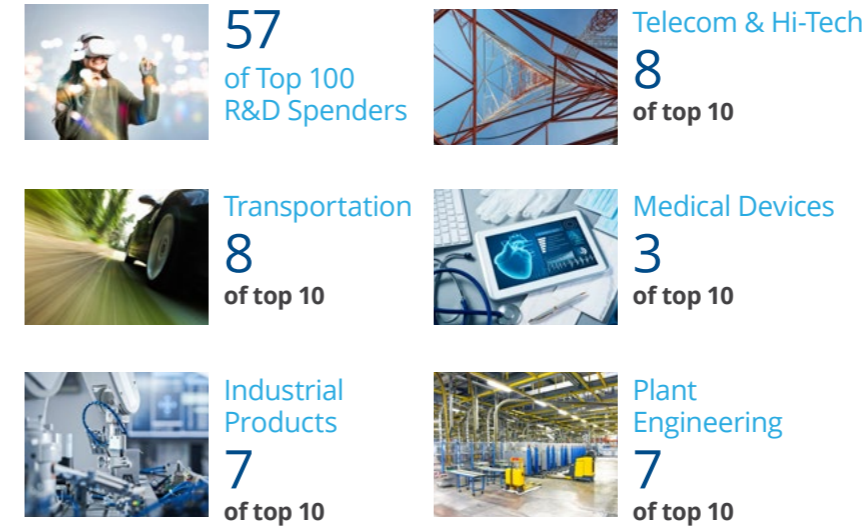 57
of Top 100
R&D Spenders
Telecom & Hi-Tech
8
of top 10
Transportation
8
of top 10
Medical Devices
3
of top 10
Industrial
Products
7
of top 10
Plant
Engineering
7
of top 10